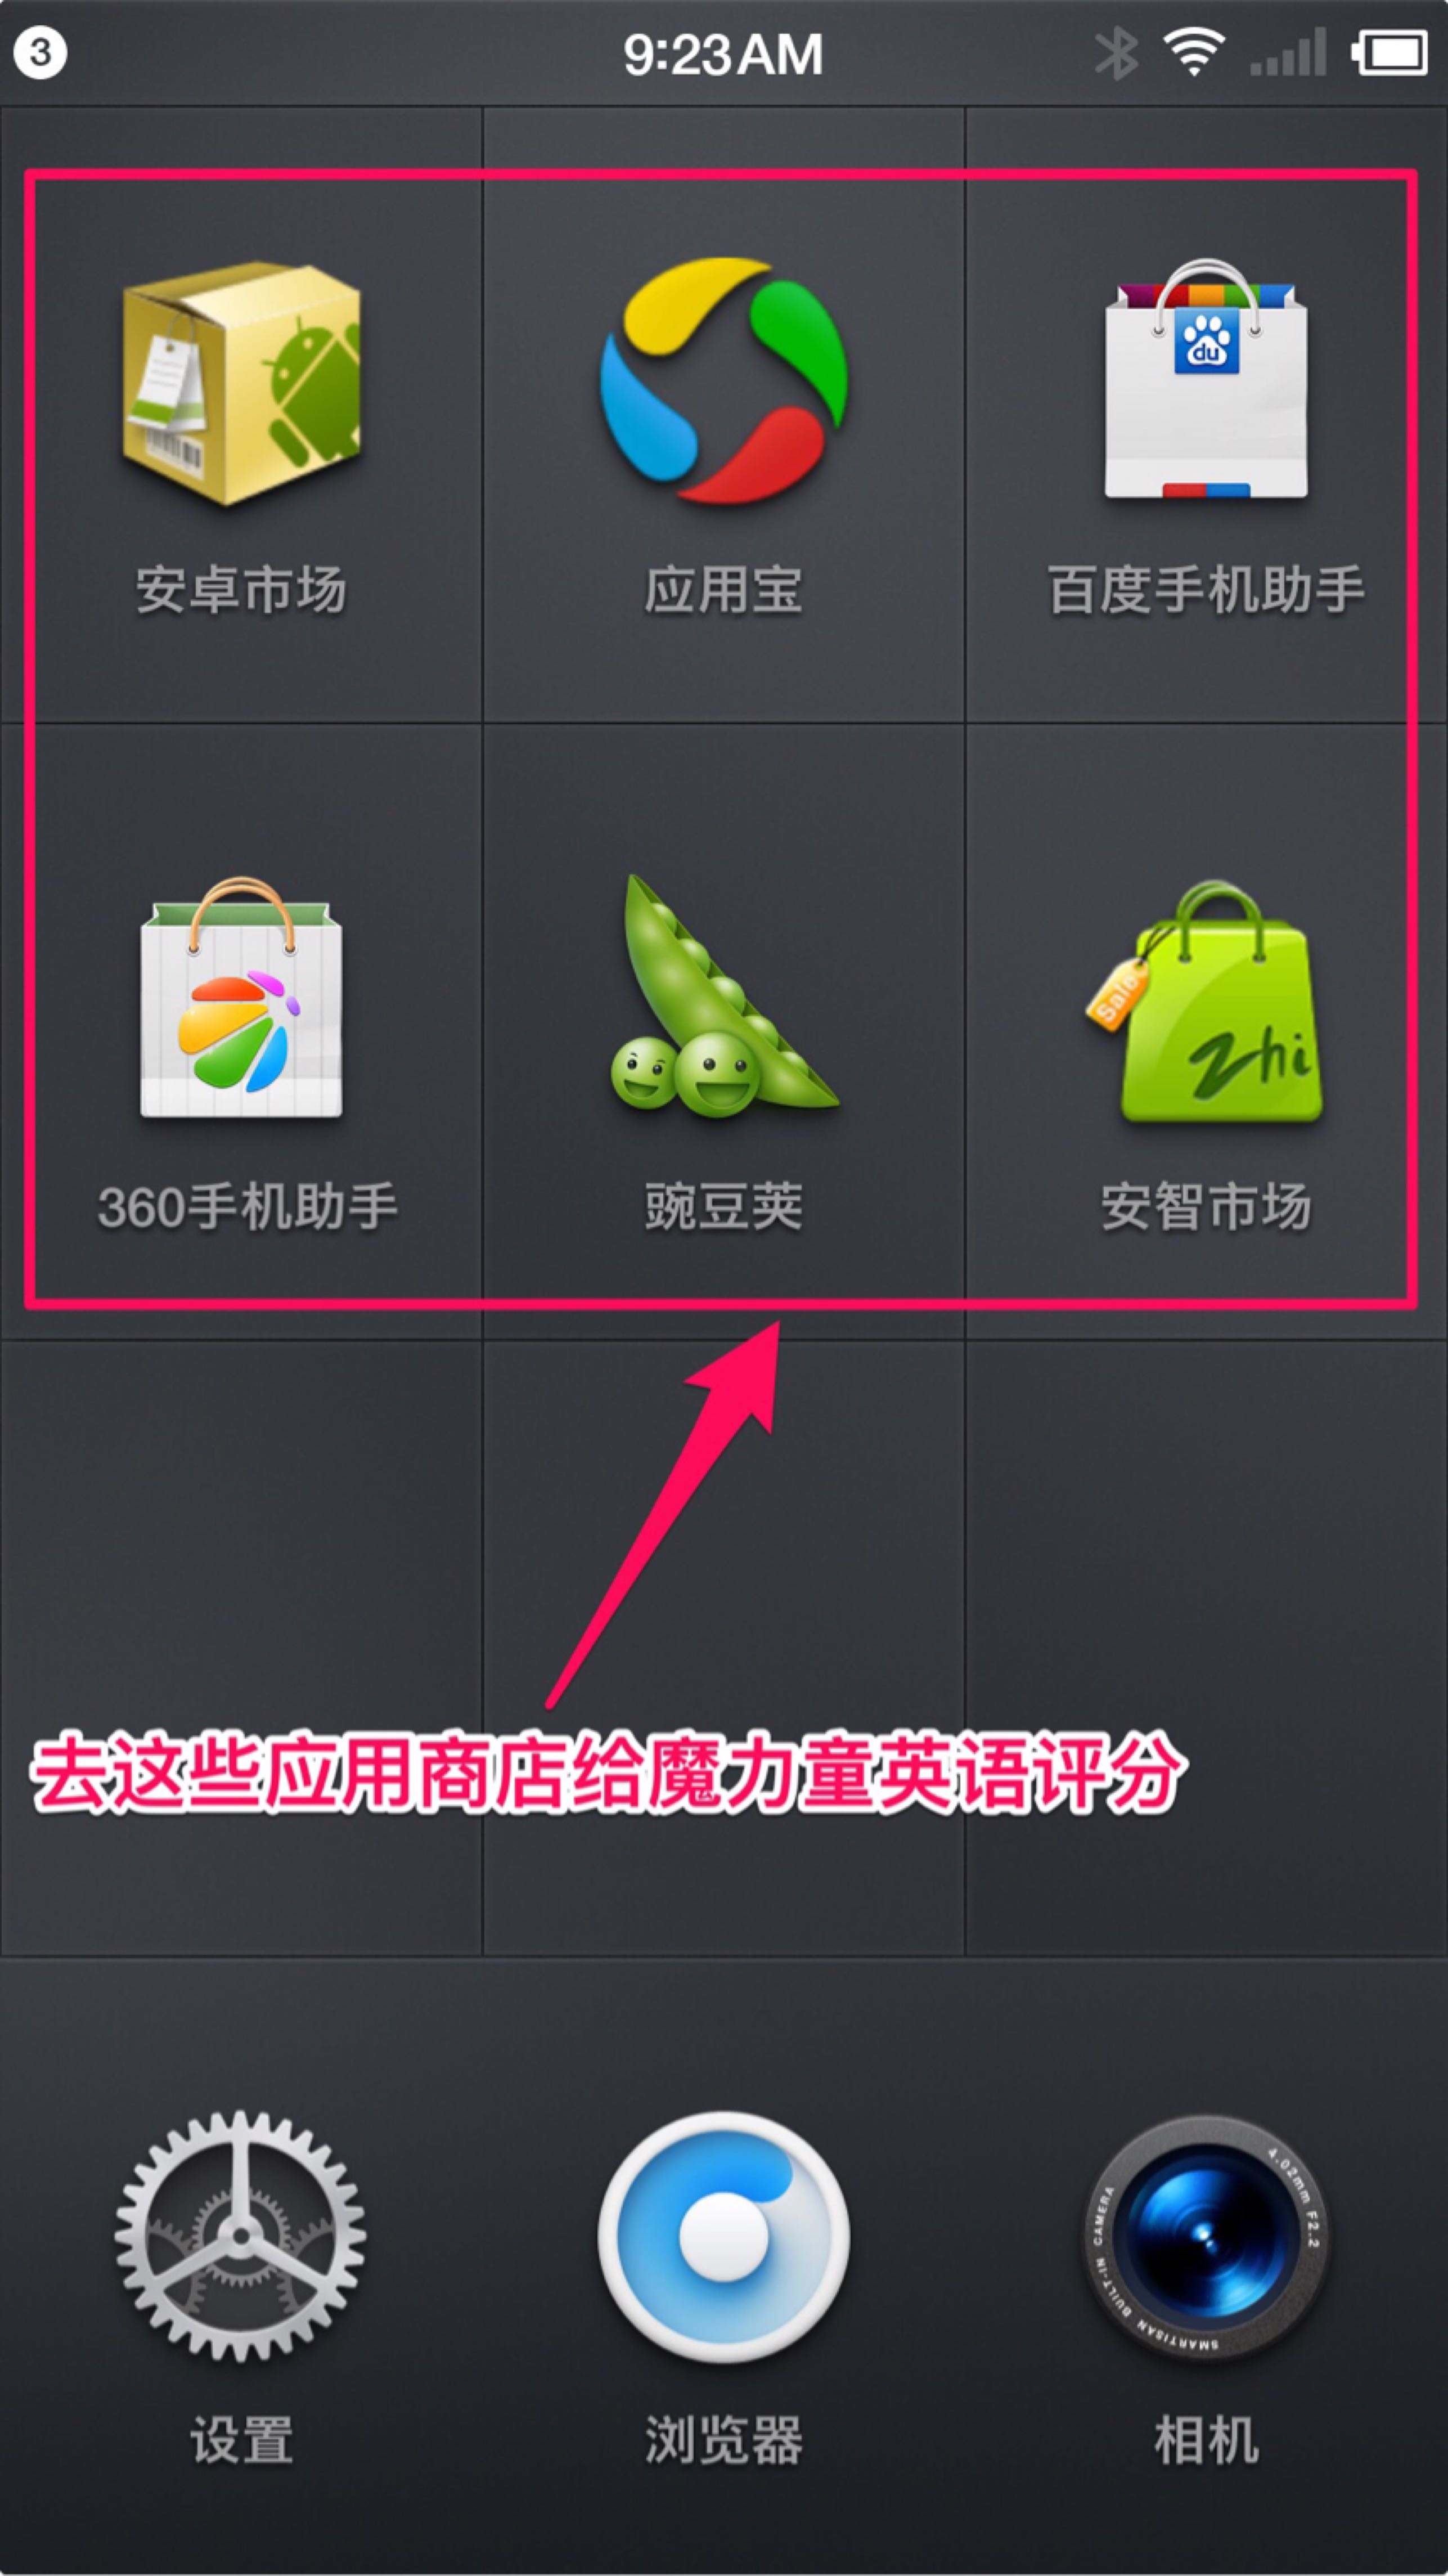 3
9:23AM
du
安卓市场
应用宝
百度手机助手
Sale
zhi
360手机助手
豌豆荚
安智市场
去这些应用商店给魔力童英语评分
4.02mm F2.2
SMARTISAN BUILT-IN CAMERA
设置
浏览器
相机